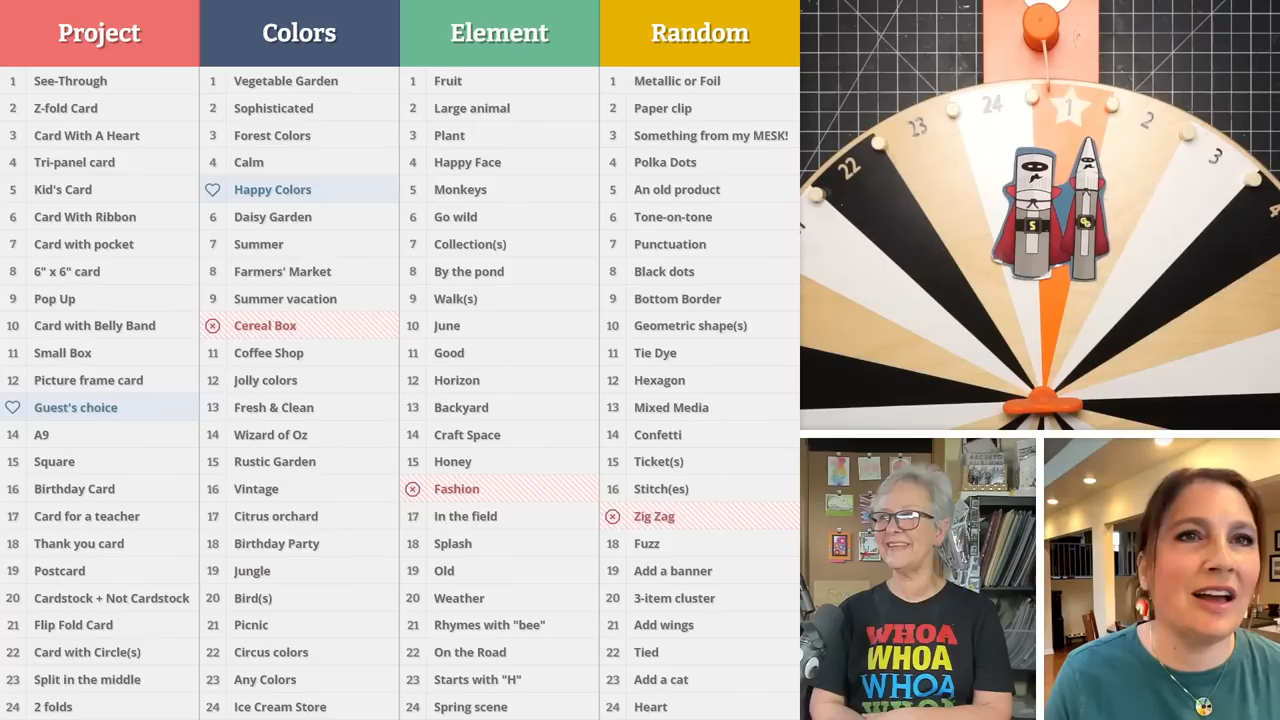 Project
1 See-Through
2 Z-fold Card
3 Card With A Heart
4 Tri-panel card
5 Kid's Card
6 Card With Ribbon
7 Card with pocket
8 6" x 6" card
9 Pop Up
10 Card with Belly Band
11 Small Box
12 Picture frame card
Guest's choice
14 A9
15 Square
16 Birthday Card
17 Card for a teacher
18 Thank you card
19 Postcard
20 Cardstock + Not Cardstock
21 Flip Fold Card
22 Card with Circle(s)
23 Split in the middle
24 2 folds
Colors
1 Vegetable Garden
2 Sophisticated
3 Forest Colors
4 Calm
Happy Colors
6 Daisy Garden
7 Summer
8 Farmers' Market
9 Summer vacation
Cereal Box
11 Coffee Shop
12 Jolly colors
13 Fresh & Clean
14 Wizard of Oz
15 Rustic Garden
16 Vintage
17 Citrus orchard
18 Birthday Party
19 Jungle
20 Bird(s)
21 Picnic
22 Circus colors
23 Any Colors
24 Ice Cream Store
Element
1 Fruit
2 Large animal
3 Plant
4 Happy Face
5 Monkeys
6 Go wild
7 Collection(s)
8 By the pond
9 Walk(s)
10 June
11 Good
12 Horizon
13 Backyard
14 Craft Space
15 Honey
Fashion
17 In the field
18 Splash
19 Old
20 Weather
21 Rhymes with "bee"
22 On the Road
23 Starts with "H"
24 Spring scene
Random
1 Metallic or Foil
2 Paper clip
3 Something from my MESK!
4 Polka Dots
5 An old product
6 Tone-on-tone
7 Punctuation
8 Black dots
9 Bottom Border
10 Geometric shape(s)
11 Tie Dye
12 Hexagon
13 Mixed Media
14 Confetti
15 Ticket(s)
16 Stitch(es)
Zig Zag
18 Fuzz
19 Add a banner
20 3-item cluster
21 Add wings
22 Tied
23 Add a cat
24 Heart
22
23
24
1
2
3
4
S
WHOA
WHOA
WHOA
WHOA